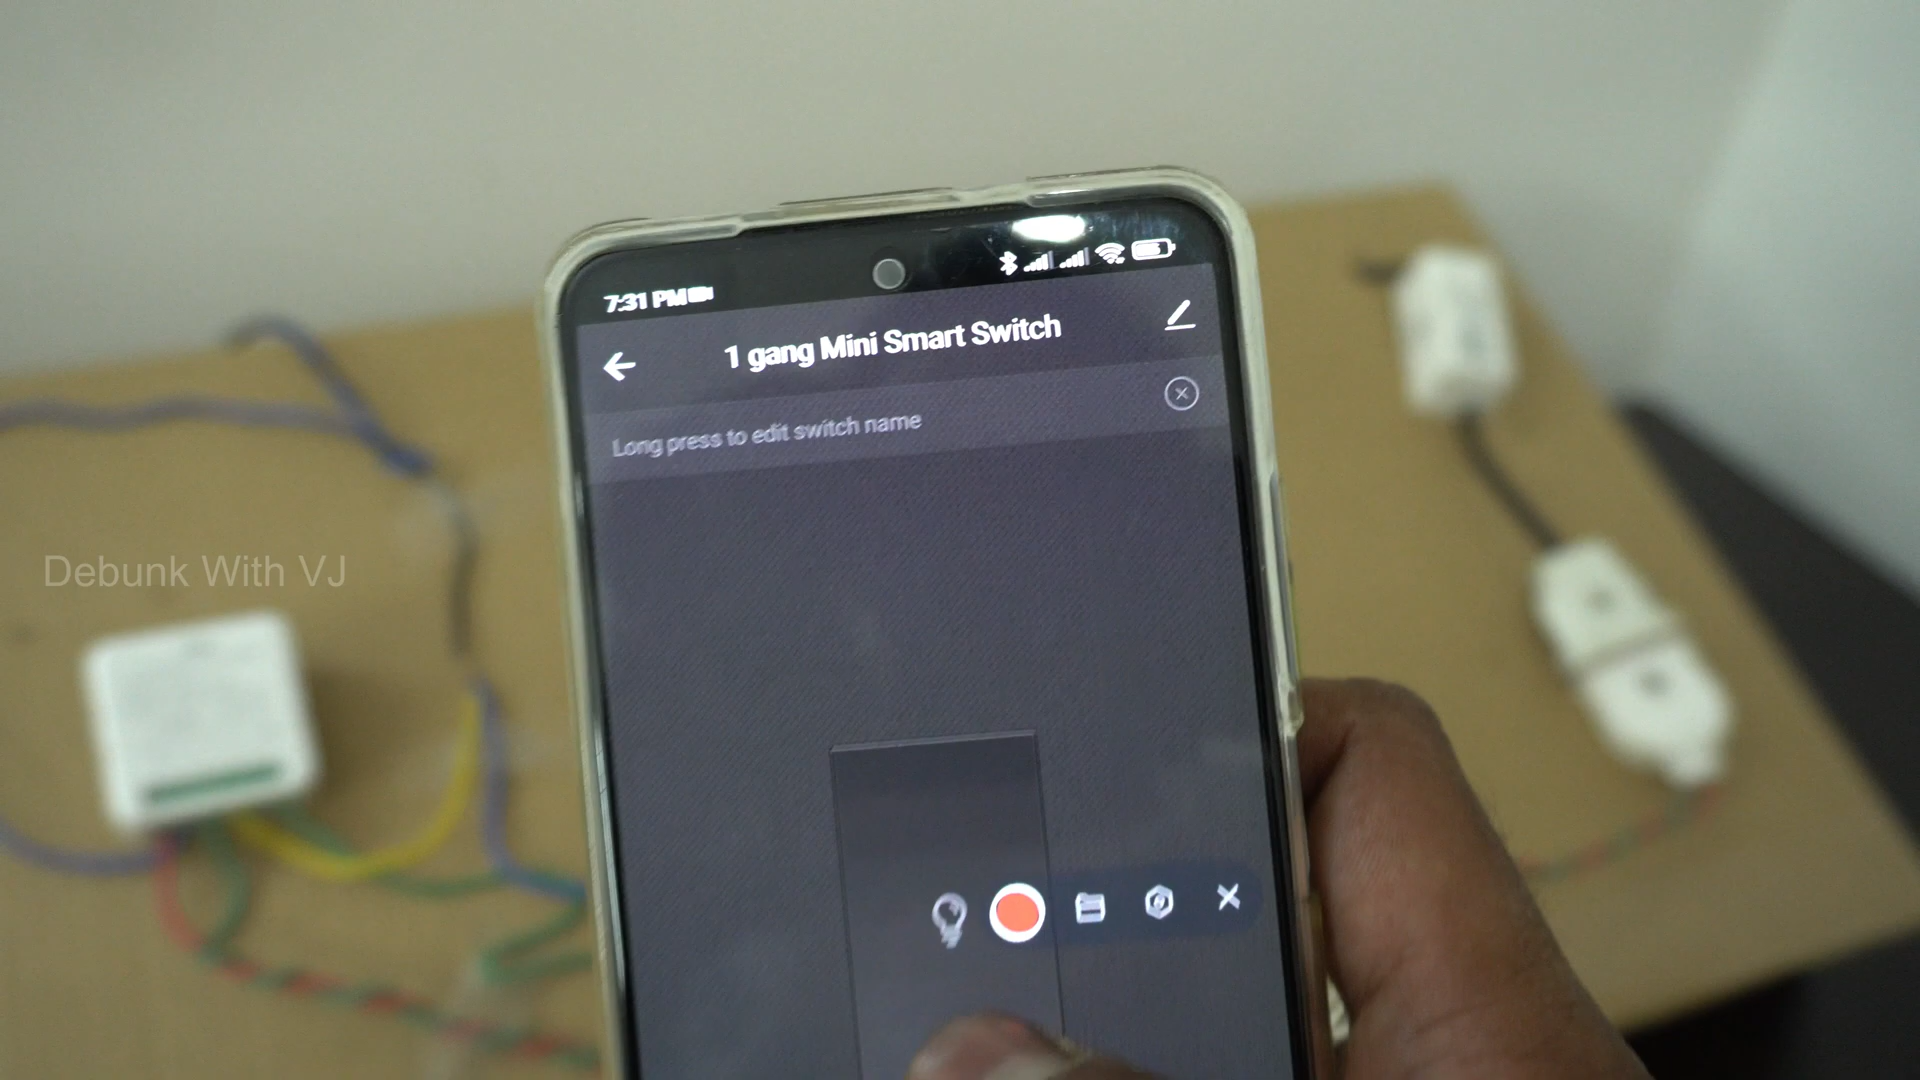 7:31 PM
1 gang Mini Smart Switch
Long press to edit switch name
Debunk With VJ